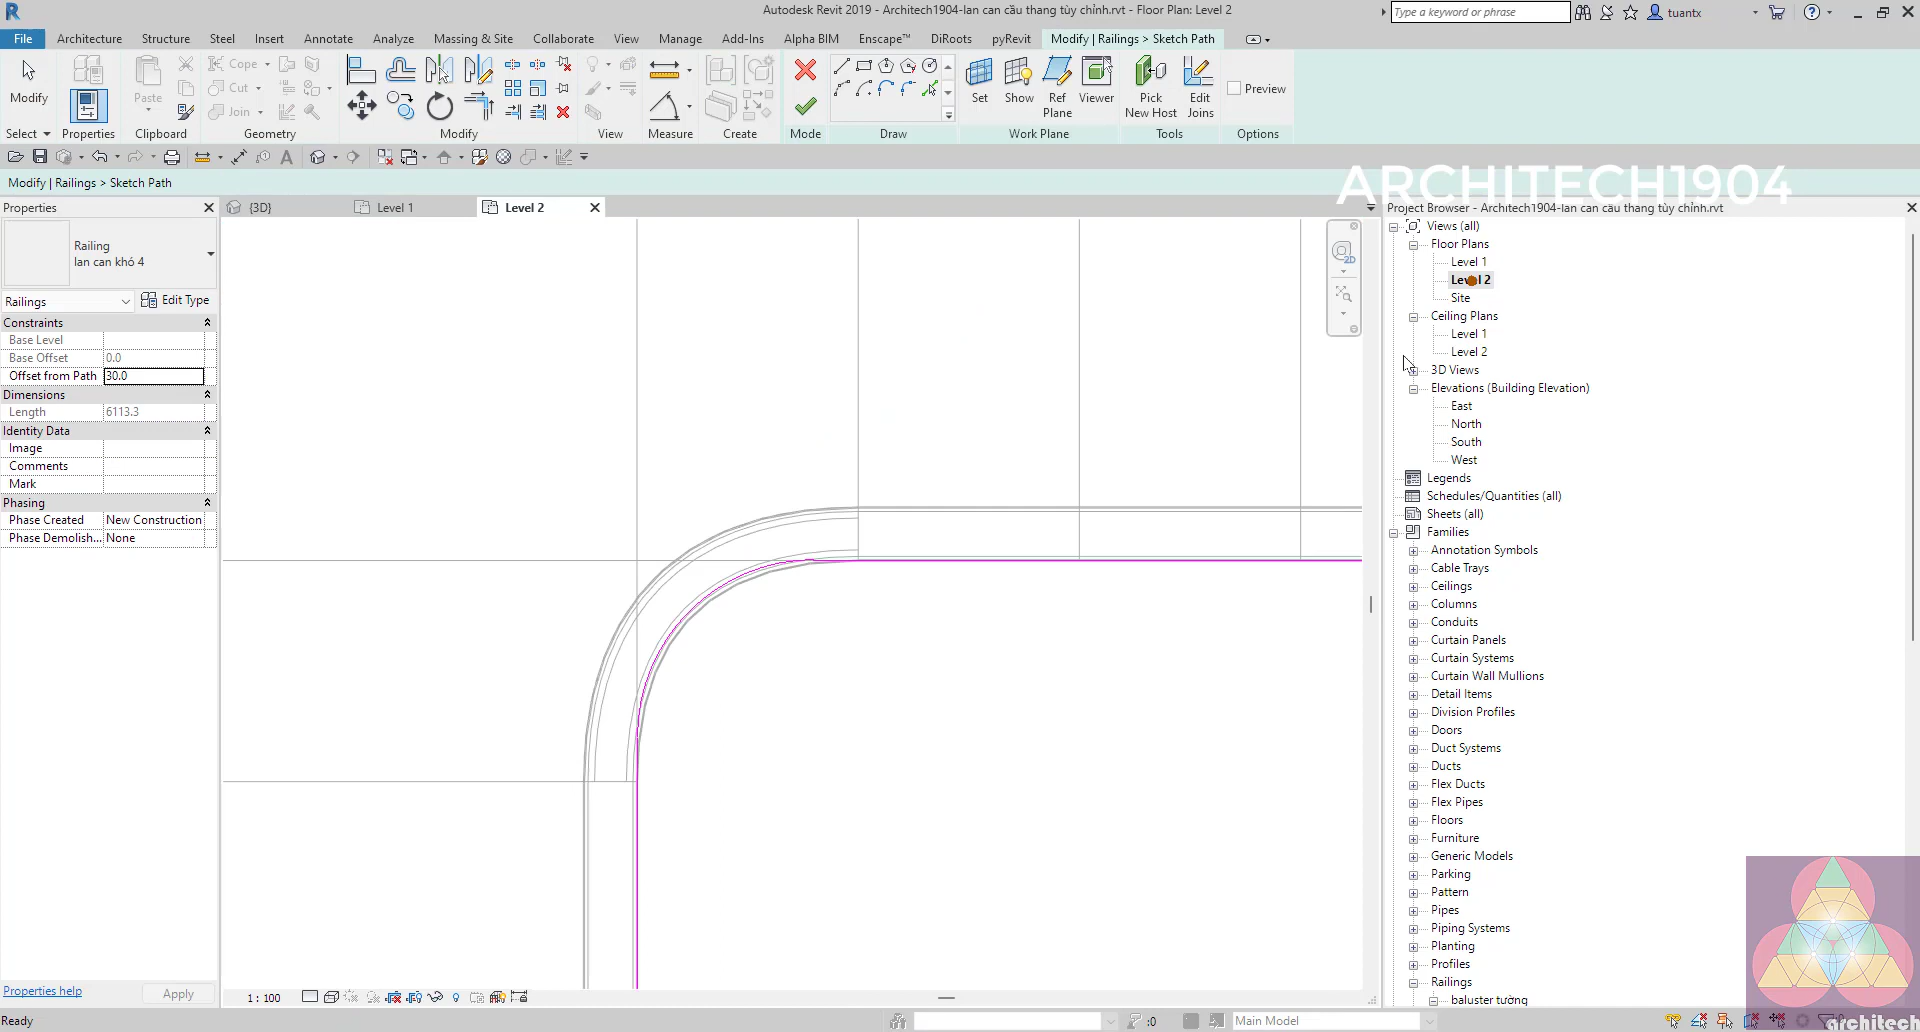 Autodesk Revit 2019 - Architech1904-lan can cầu thang tùy chỉnh.rvt - Floor Plan: Level 2
Type a keyword or phrase
tuantx
File Architecture Structure Steel Insert Annotate Analyze Massing & Site Collaborate View Manage Add-Ins Alpha BIM Enscape™ DiRoots pyRevit Modify | Railings > Sketch Path
Modify
Paste
Cope
Cut
Join
Set
Show
Ref Plane
Viewer
Pick New Host
Edit Joins
Preview
Select Properties Clipboard Geometry Modify View Measure Create Mode Draw Work Plane Tools Options
Modify | Railings > Sketch Path
ARCHITECH1904
Properties
Railing
lan can khó 4
Railings
Edit Type
Constraints
Base Level
Base Offset 0.0
Offset from Path 30.0
Dimensions
Length 6113.3
Identity Data
Image
Comments
Mark
Phasing
Phase Created New Construction
Phase Demolish... None
Properties help
Apply
{3D}
Level 1
Level 2
2D
1 : 100
Project Browser - Architech1904-lan can cầu thang tùy chỉnh.rvt
Views (all)
Floor Plans
Level 1
Level 2
Site
Ceiling Plans
Level 1
Level 2
3D Views
Elevations (Building Elevation)
East
North
South
West
Legends
Schedules/Quantities (all)
Sheets (all)
Families
Annotation Symbols
Cable Trays
Ceilings
Columns
Conduits
Curtain Panels
Curtain Systems
Curtain Wall Mullions
Detail Items
Division Profiles
Doors
Duct Systems
Ducts
Flex Ducts
Flex Pipes
Floors
Furniture
Generic Models
Parking
Pattern
Pipes
Piping Systems
Planting
Profiles
Railings
baluster tường
Ready
:0
Main Model
architech